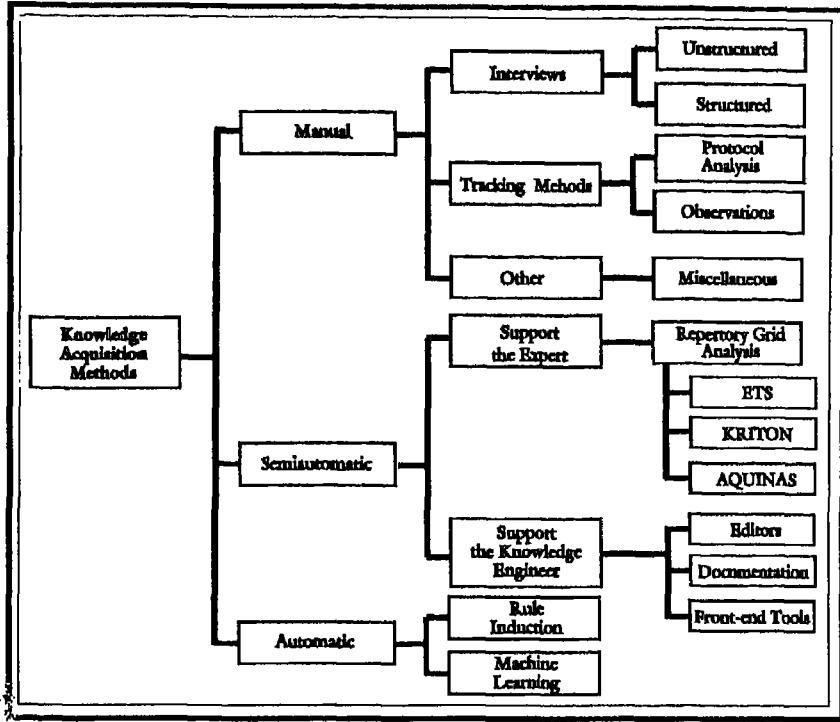 Knowledge
Acquisition
Methods
Manual
Interviews
Unstructured
Structured
Tracking Mehods
Protocol
Analysis
Observations
Other
Miscellaneous
Semiautomatic
Support
the Expert
Repertory Grid
Analysis
ETS
KRITON
AQUINAS
Support
the Knowledge
Engineer
Editors
Documentation
Front-end Tools
Automatic
Rule
Induction
Machine
Learning